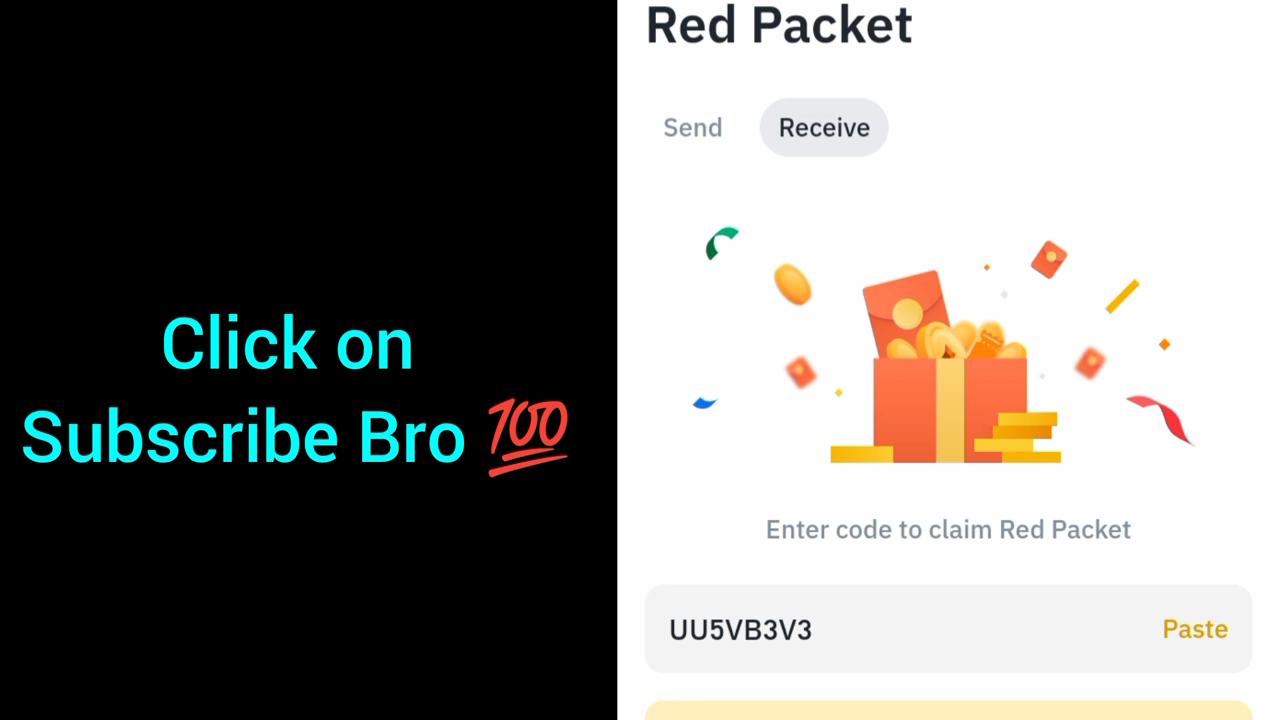 Click on
Subscribe Bro 💯
Red Packet
Send
Receive
Enter code to claim Red Packet
UU5VB3V3
Paste